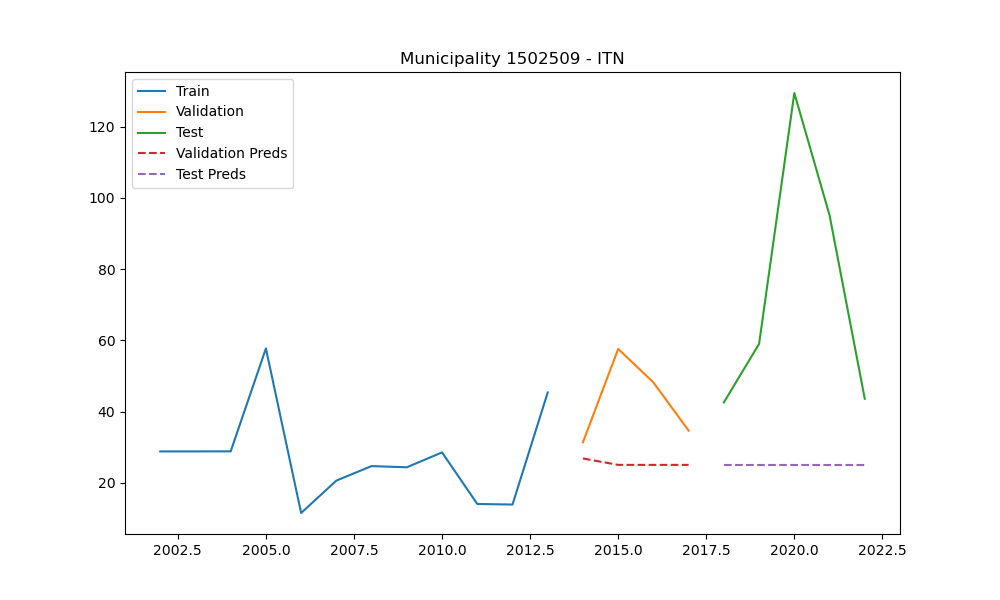 Municipality 1502509 - ITN
Train
Validation
Test
Validation Preds
Test Preds
120
100
80
60
40
20
2002.5 2005.0 2007.5 2010.0 2012.5 2015.0 2017.5 2020.0 2022.5